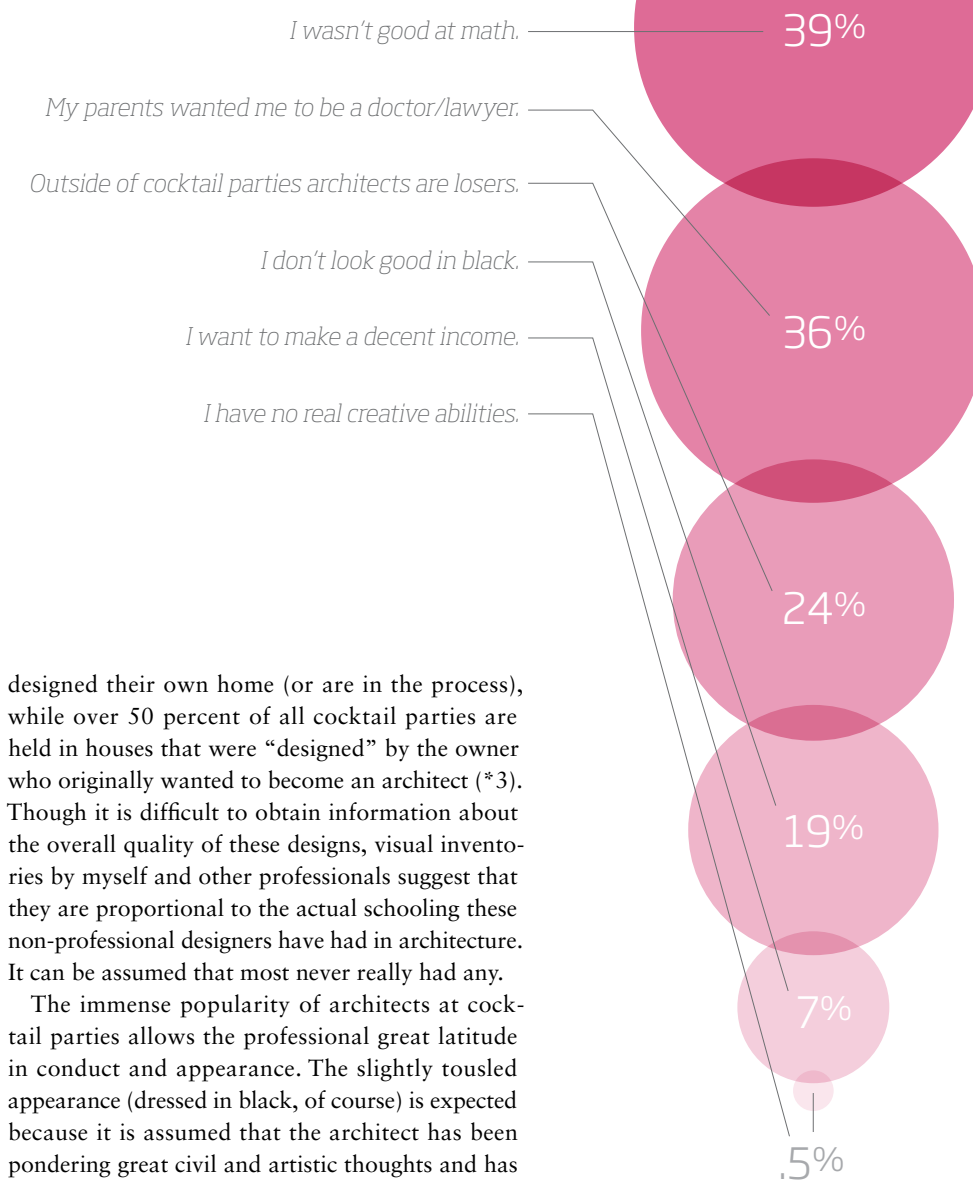 I wasn't good at math.
39%
My parents wanted me to be a doctor/lawyer.
36%
Outside of cocktail parties architects are losers.
24%
I don't look good in black.
19%
I want to make a decent income.
7%
I have no real creative abilities.
.5%
designed their own home (or are in the process),
while over 50 percent of all cocktail parties are
held in houses that were “designed” by the owner
who originally wanted to become an architect (*3).
Though it is difficult to obtain information about
the overall quality of these designs, visual invento-
ries by myself and other professionals suggest that
they are proportional to the actual schooling these
non-professional designers have had in architecture.
It can be assumed that most never really had any.
The immense popularity of architects at cock-
tail parties allows the professional great latitude
in conduct and appearance. The slightly tousled
appearance (dressed in black, of course) is expected
because it is assumed that the architect has been
pondering great civil and artistic thoughts and has